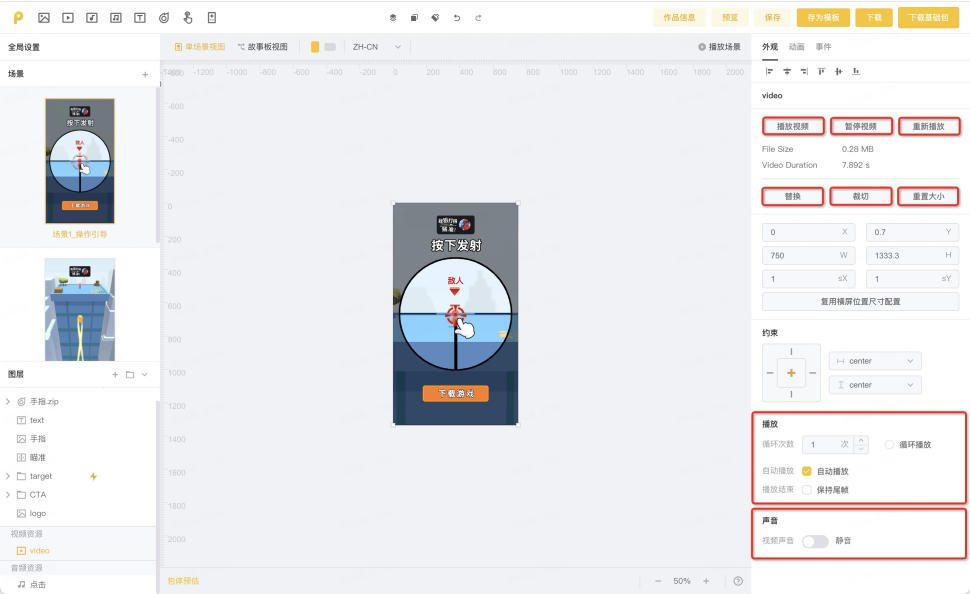 作品信息
预览
保存
存为模板
下载
下载基础包
全局设置
单场景视图
故事板视图
ZH-CN
播放场景
外观
动画
事件
场景
-1200 -1000 -800 -600 -400 -200 0 200 400 600 800 1000 1200 1400 1600 1800 2000
-600
-400
-200
0
200
400
600
800
1000
1200
1400
1600
1800
2000
按下发射
敌人
下载游戏
场景1_操作引导
按下发射
敌人
下载游戏
图层
手指.zip
text
手指
瞄准
target
CTA
logo
视频资源
video
音频资源
点击
包体预估
50%
video
播放视频
暂停视频
重新播放
File Size 0.28 MB
Video Duration 7.892 s
替换
裁切
重置大小
0 X 0.7 Y
750 W 1333.3 H
1 sX 1 sY
复用横屏位置尺寸配置
约束
center
center
播放
循环次数 1 次 循环播放
自动播放 自动播放
播放结束 保持尾帧
声音
视频声音 静音